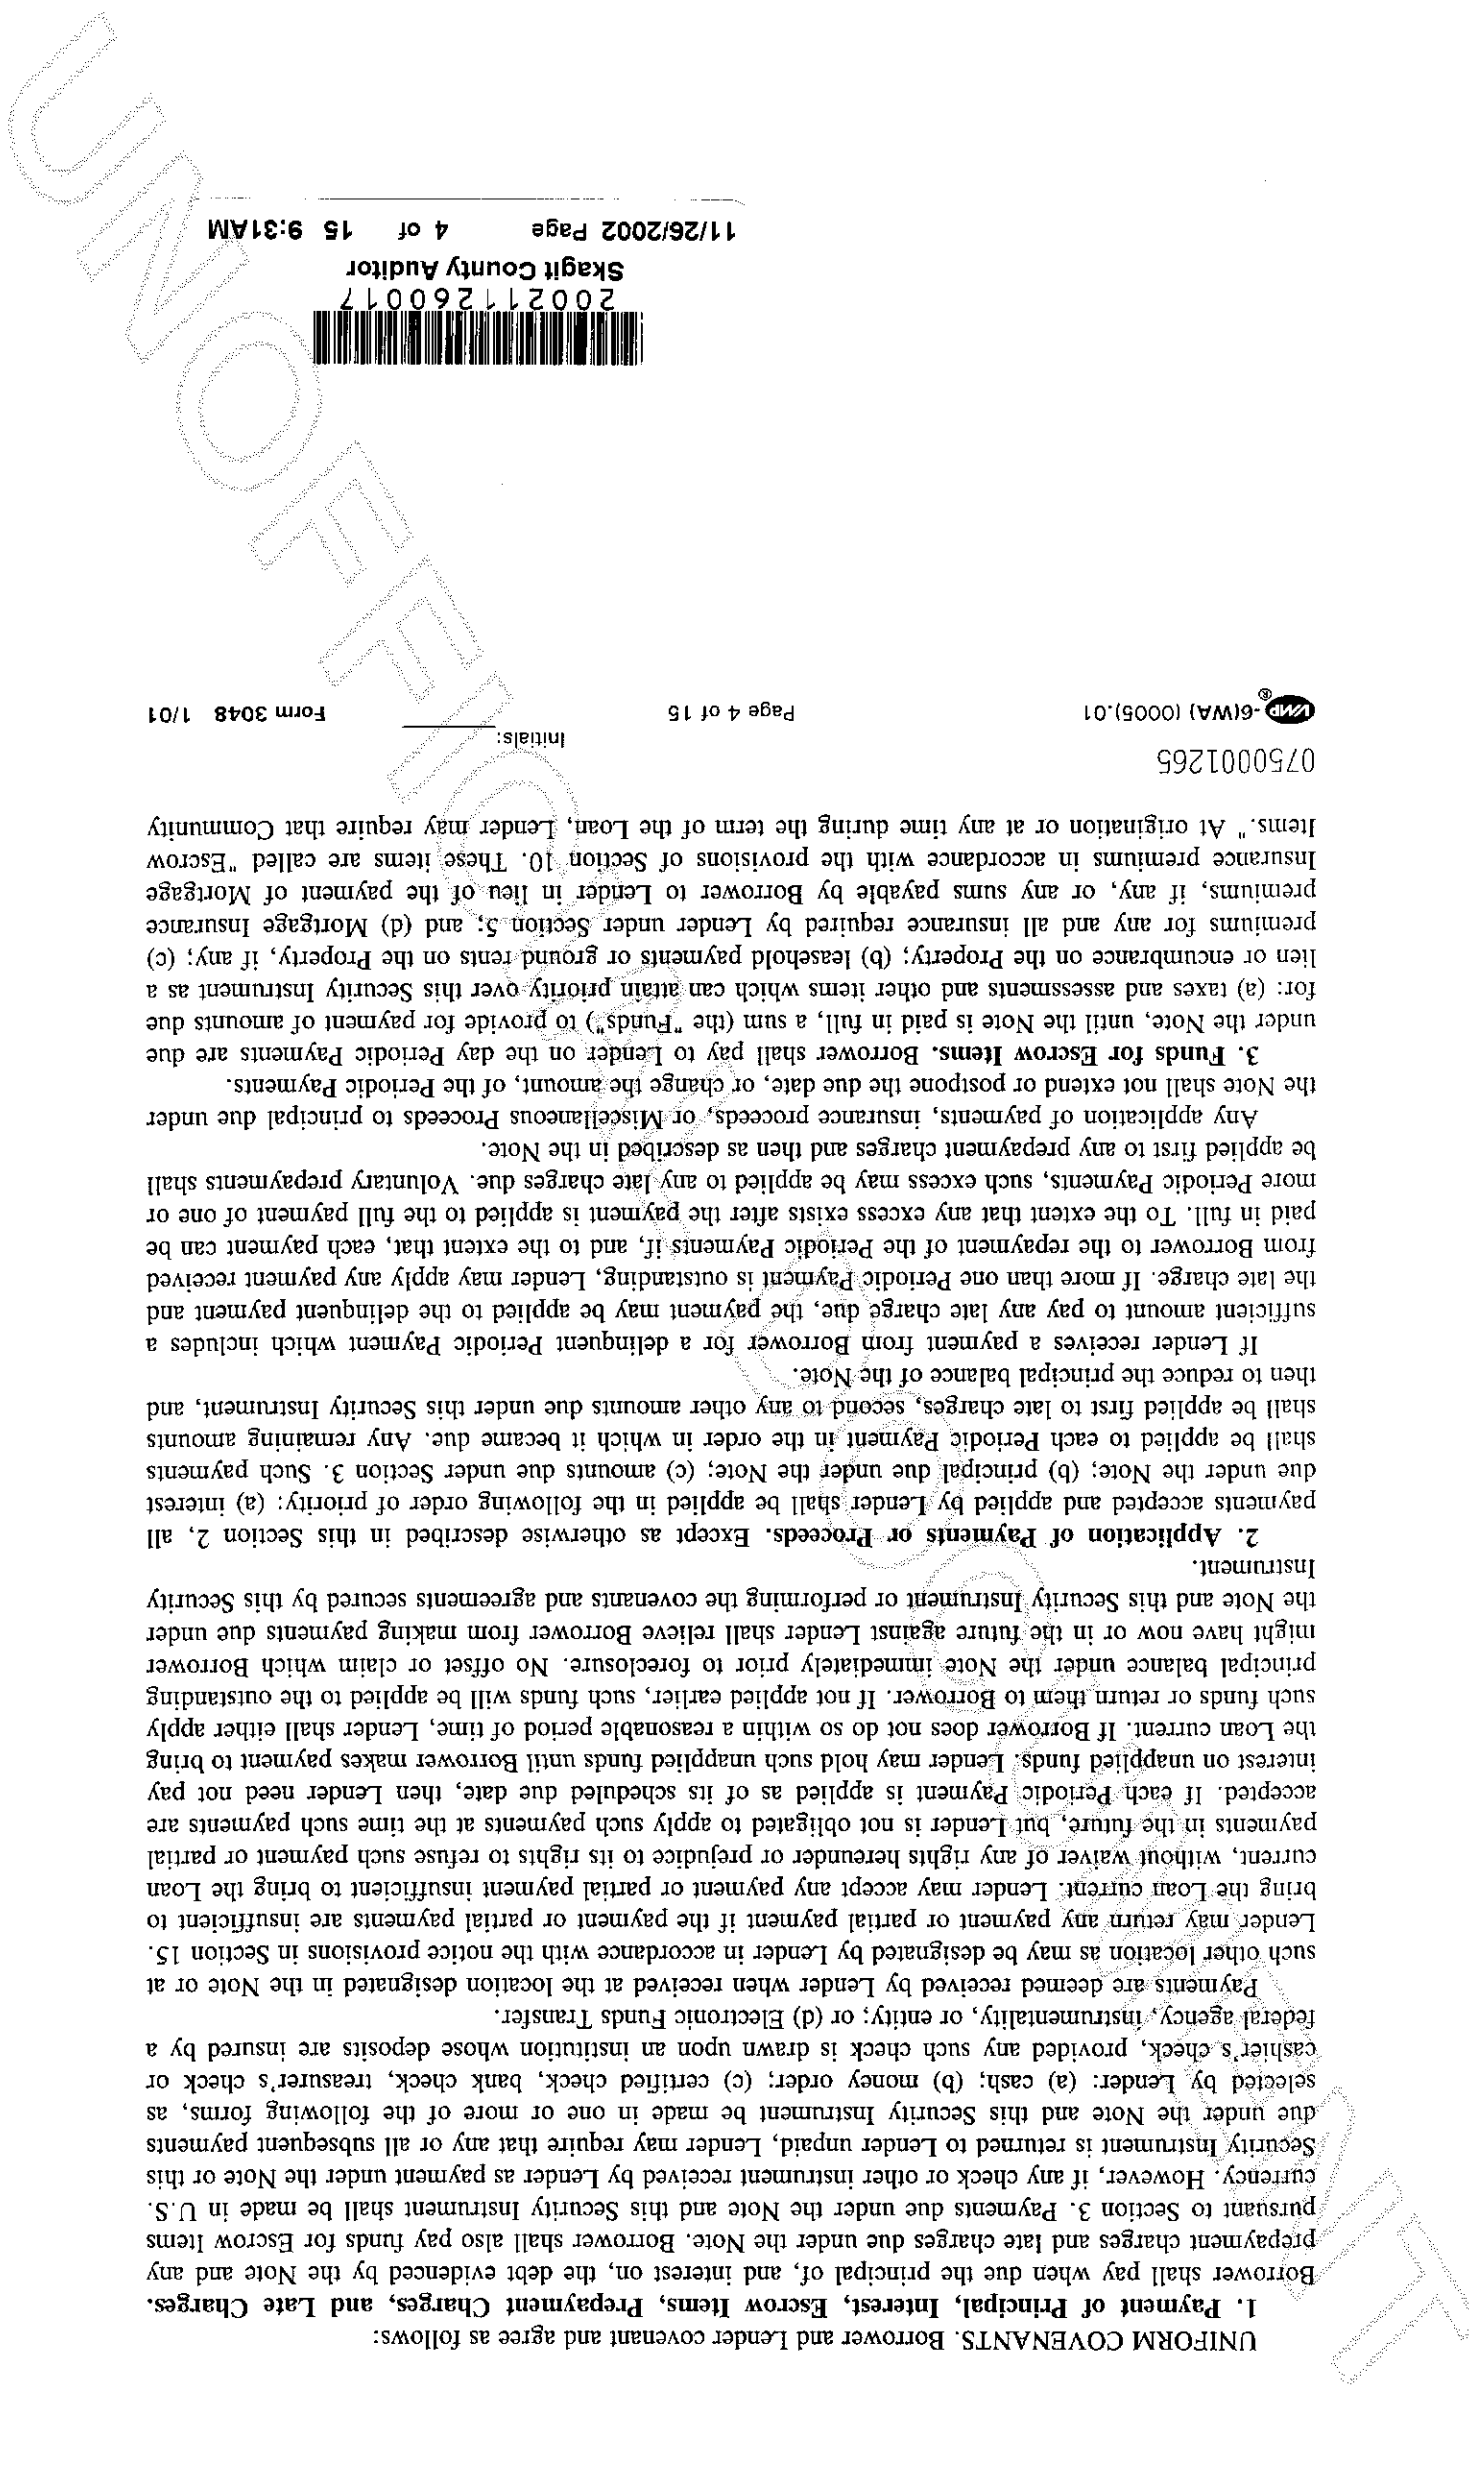 UNIFORM COVENANTS. Borrower and Lender covenant and agree as follows:
1. Payment of Principal, Interest, Escrow Items, Prepayment Charges, and Late Charges.
Borrower shall pay when due the principal of, and interest on, the debt evidenced by the Note and any
prepayment charges and late charges due under the Note. Borrower shall also pay funds for Escrow Items
pursuant to Section 3. Payments due under the Note and this Security Instrument shall be made in U.S.
currency. However, if any check or other instrument received by Lender as payment under the Note or this
Security Instrument is returned to Lender unpaid, Lender may require that any or all subsequent payments
due under the Note and this Security Instrument be made in one or more of the following forms, as
selected by Lender: (a) cash; (b) money order; (c) certified check, bank check, treasurer's check or
cashier's check, provided any such check is drawn upon an institution whose deposits are insured by a
federal agency, instrumentality, or entity; or (d) Electronic Funds Transfer.
Payments are deemed received by Lender when received at the location designated in the Note or at
such other location as may be designated by Lender in accordance with the notice provisions in Section 15.
Lender may return any payment or partial payment if the payment or partial payments are insufficient to
bring the Loan current. Lender may accept any payment or partial payment insufficient to bring the Loan
current, without waiver of any rights hereunder or prejudice to its rights to refuse such payment or partial
payments in the future, but Lender is not obligated to apply such payments at the time such payments are
accepted. If each Periodic Payment is applied as of its scheduled due date, then Lender need not pay
interest on unapplied funds. Lender may hold such unapplied funds until Borrower makes payment to bring
the Loan current. If Borrower does not do so within a reasonable period of time, Lender shall either apply
such funds or return them to Borrower. If not applied earlier, such funds will be applied to the outstanding
principal balance under the Note immediately prior to foreclosure. No offset or claim which Borrower
might have now or in the future against Lender shall relieve Borrower from making payments due under
the Note and this Security Instrument or performing the covenants and agreements secured by this Security
Instrument.
2. Application of Payments or Proceeds. Except as otherwise described in this Section 2, all
payments accepted and applied by Lender shall be applied in the following order of priority: (a) interest
due under the Note; (b) principal due under the Note; (c) amounts due under Section 3. Such payments
shall be applied to each Periodic Payment in the order in which it became due. Any remaining amounts
shall be applied first to late charges, second to any other amounts due under this Security Instrument, and
then to reduce the principal balance of the Note.
If Lender receives a payment from Borrower for a delinquent Periodic Payment which includes a
sufficient amount to pay any late charge due, the payment may be applied to the delinquent payment and
the late charge. If more than one Periodic Payment is outstanding, Lender may apply any payment received
from Borrower to the repayment of the Periodic Payments if, and to the extent that, each payment can be
paid in full. To the extent that any excess exists after the payment is applied to the full payment of one or
more Periodic Payments, such excess may be applied to any late charges due. Voluntary prepayments shall
be applied first to any prepayment charges and then as described in the Note.
Any application of payments, insurance proceeds, or Miscellaneous Proceeds to principal due under
the Note shall not extend or postpone the due date, or change the amount, of the Periodic Payments.
3. Funds for Escrow Items. Borrower shall pay to Lender on the day Periodic Payments are due
under the Note, until the Note is paid in full, a sum (the "Funds") to provide for payment of amounts due
for: (a) taxes and assessments and other items which can attain priority over this Security Instrument as a
lien or encumbrance on the Property; (b) leasehold payments or ground rents on the Property, if any; (c)
premiums for any and all insurance required by Lender under Section 5; and (d) Mortgage Insurance
premiums, if any, or any sums payable by Borrower to Lender in lieu of the payment of Mortgage
Insurance premiums in accordance with the provisions of Section 10. These items are called "Escrow
Items." At origination or at any time during the term of the Loan, Lender may require that Community
0750001265
Initials:
VMP® -6(WA) (0005).01 Page 4 of 15 Form 3048 1/01
200211260017
Skagit County Auditor
11/26/2002 Page 4 of 15 9:31AM
UNOFFICIAL DOCUMENT